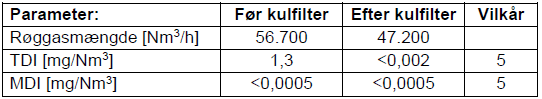 Parameter: Før kulfilter Efter kulfilter Vilkår
Røggasmængde [Nm³/h] 56.700 47.200
TDI [mg/Nm³] 1,3 <0,002 5
MDI [mg/Nm³] <0,0005 <0,0005 5